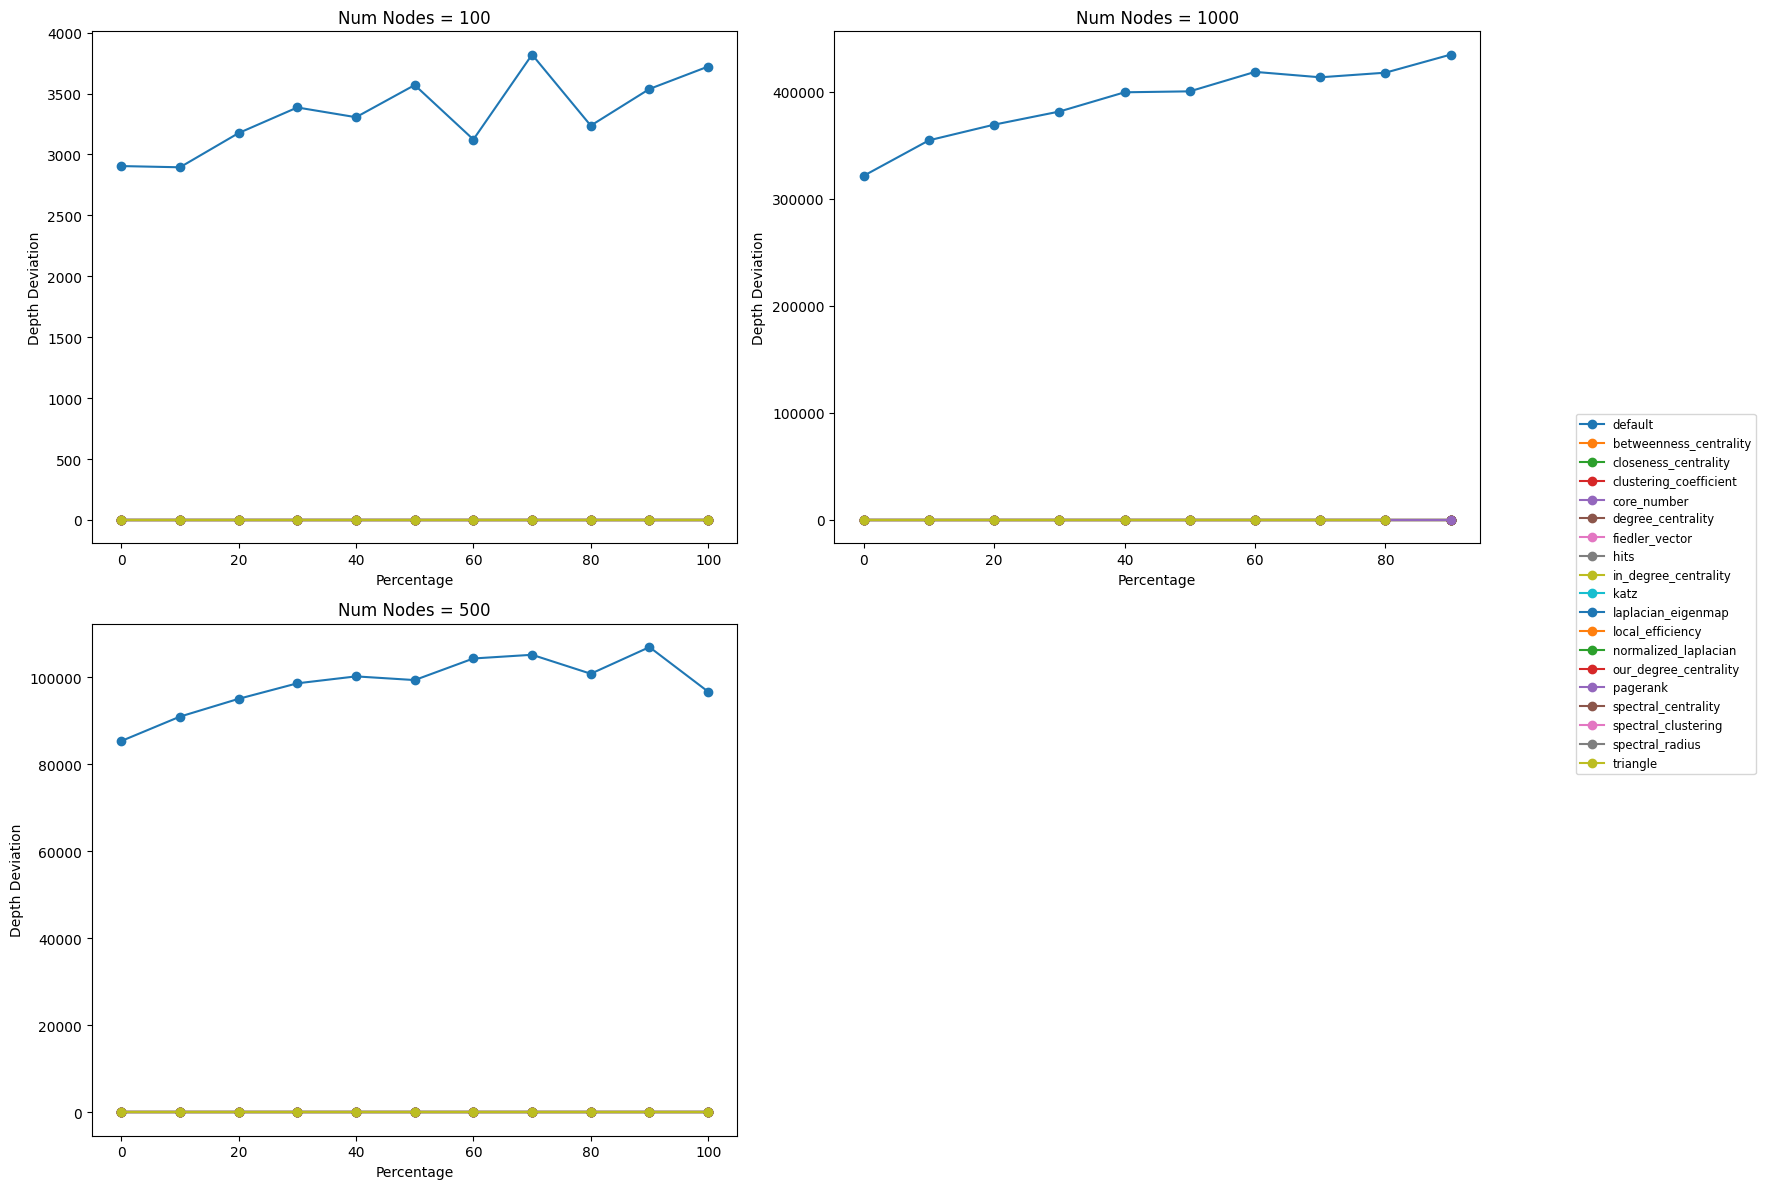 Num Nodes = 100
4000
3500
3000
2500
2000
1500
1000
500
0
Depth Deviation
0 20 40 60 80 100
Percentage
Num Nodes = 1000
400000
300000
200000
100000
0
Depth Deviation
0 20 40 60 80
Percentage
Num Nodes = 500
100000
80000
60000
40000
20000
0
Depth Deviation
0 20 40 60 80 100
Percentage
default
betweenness_centrality
closeness_centrality
clustering_coefficient
core_number
degree_centrality
fiedler_vector
hits
in_degree_centrality
katz
laplacian_eigenmap
local_efficiency
normalized_laplacian
our_degree_centrality
pagerank
spectral_centrality
spectral_clustering
spectral_radius
triangle